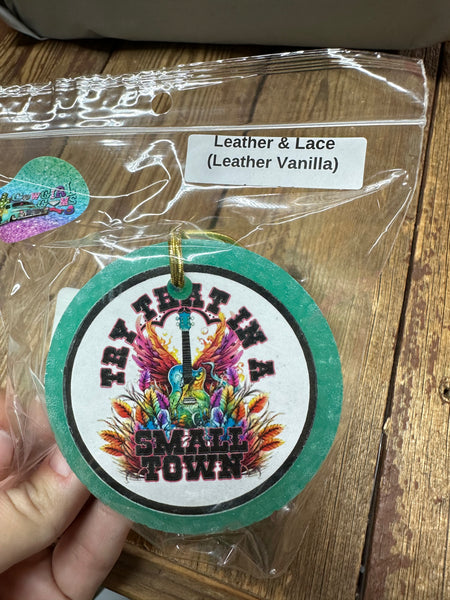 Leather & Lace
(Leather Vanilla)
TRY THAT IN A
SMALL
TOWN